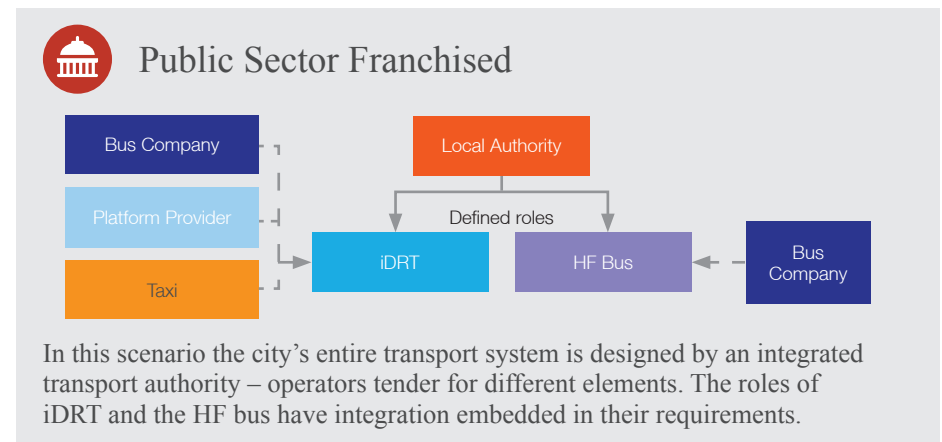 Public Sector Franchised
Bus Company
Local Authority
Platform Provider
Defined roles
iDRT
HF Bus
Bus
Company
Taxi
In this scenario the city’s entire transport system is designed by an integrated
transport authority – operators tender for different elements. The roles of
iDRT and the HF bus have integration embedded in their requirements.